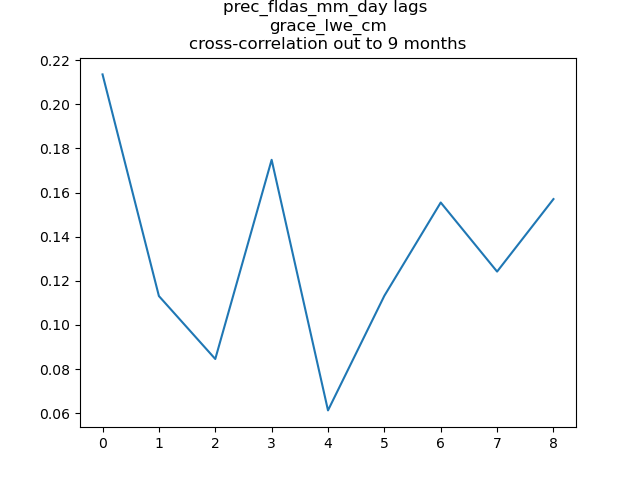 prec_fldas_mm_day lags
grace_lwe_cm
cross-correlation out to 9 months
0.22
0.20
0.18
0.16
0.14
0.12
0.10
0.08
0.06
0 1 2 3 4 5 6 7 8